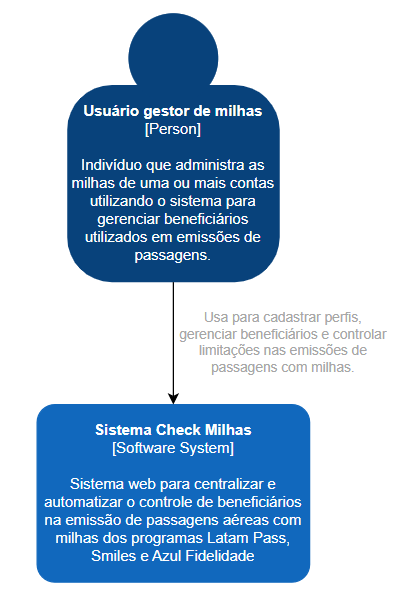 Usuário gestor de milhas
[Person]
Indivíduo que administra as
milhas de uma ou mais contas
utilizando o sistema para
gerenciar beneficiários
utilizados em emissões de
passagens.
Usa para cadastrar perfis,
gerenciar beneficiários e controlar
limitações nas emissões de
passagens com milhas.
Sistema Check Milhas
[Software System]
Sistema web para centralizar e
automatizar o controle de beneficiários
na emissão de passagens aéreas com
milhas dos programas Latam Pass,
Smiles e Azul Fidelidade